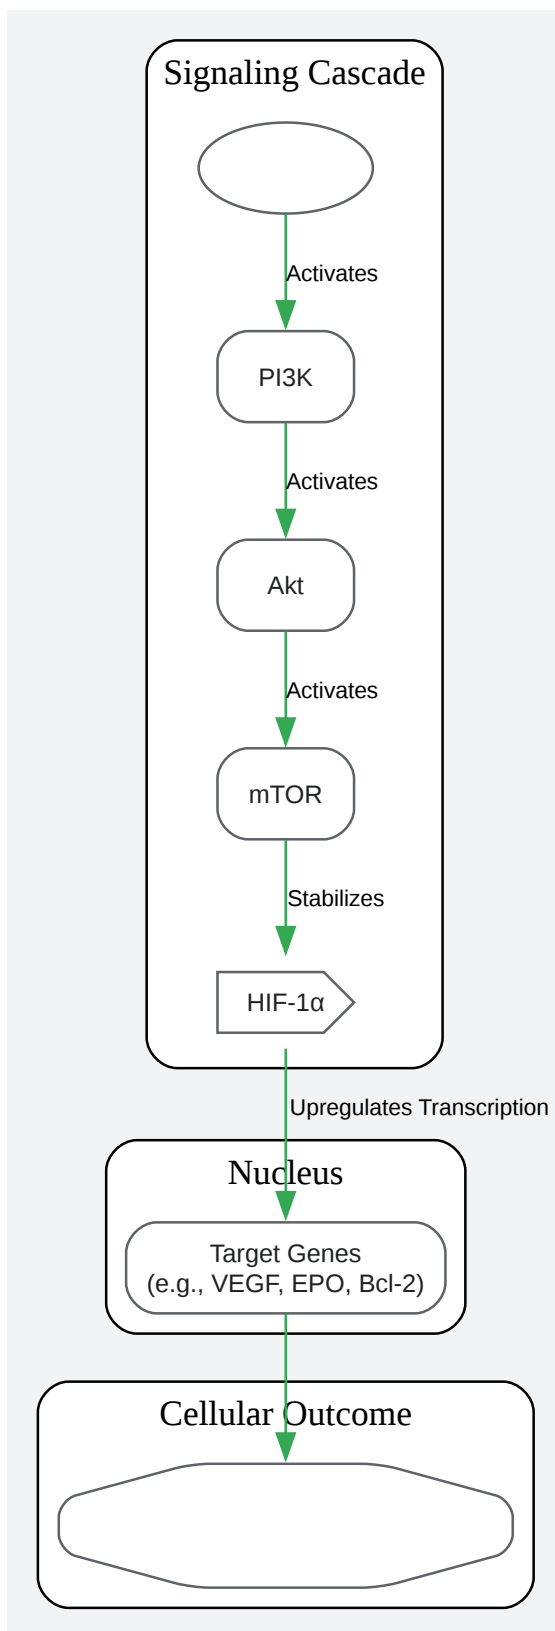 Signaling Cascade
Activates
PI3K
Activates
Akt
Activates
mTOR
Stabilizes
HIF-1α
Upregulates Transcription
Nucleus
Target Genes
(e.g., VEGF, EPO, Bcl-2)
Cellular Outcome